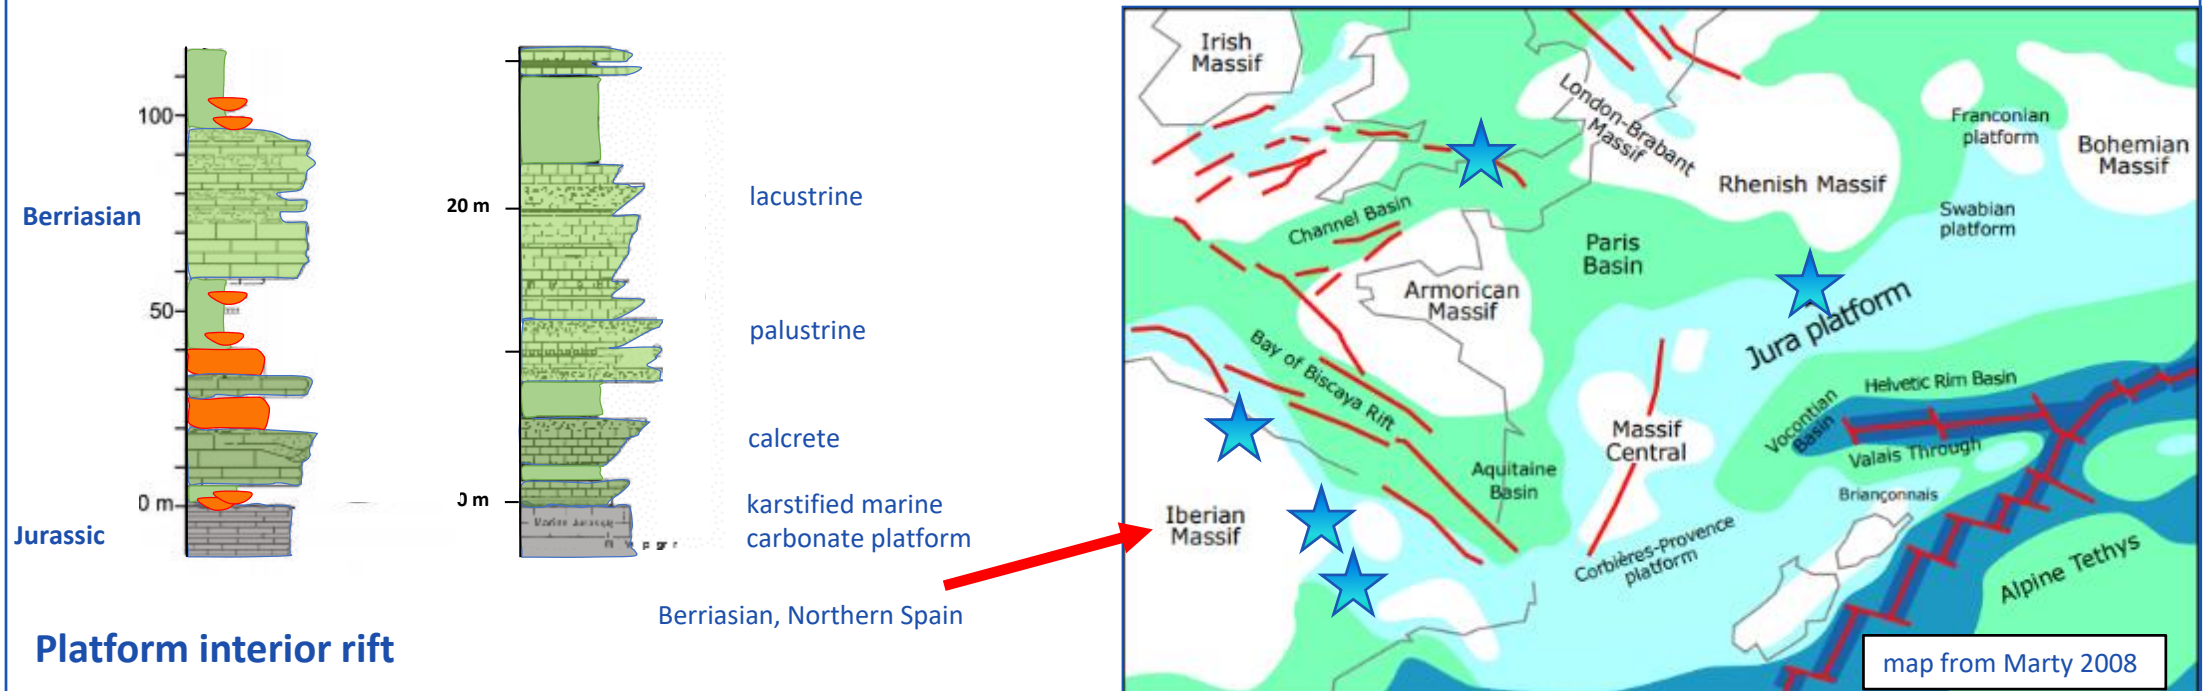 100
Berriasian
50
0 m
Jurassic
20 m
0 m
Marine Jurassic
lacustrine
palustrine
calcrete
karstified marine
carbonate platform
Berriasian, Northern Spain
Platform interior rift
Irish
Massif
London-Brabant
Massif
Franconian
platform
Bohemian
Massif
Rhenish Massif
Swabian
platform
Channel Basin
Paris
Basin
Armorican
Massif
Jura platform
Bay of Biscaya Rift
Helvetic Rim Basin
Vocontian
Basin
Valais Through
Massif
Central
Aquitaine
Basin
Briançonnais
Iberian
Massif
Corbières-Provence
platform
Alpine Tethys
map from Marty 2008